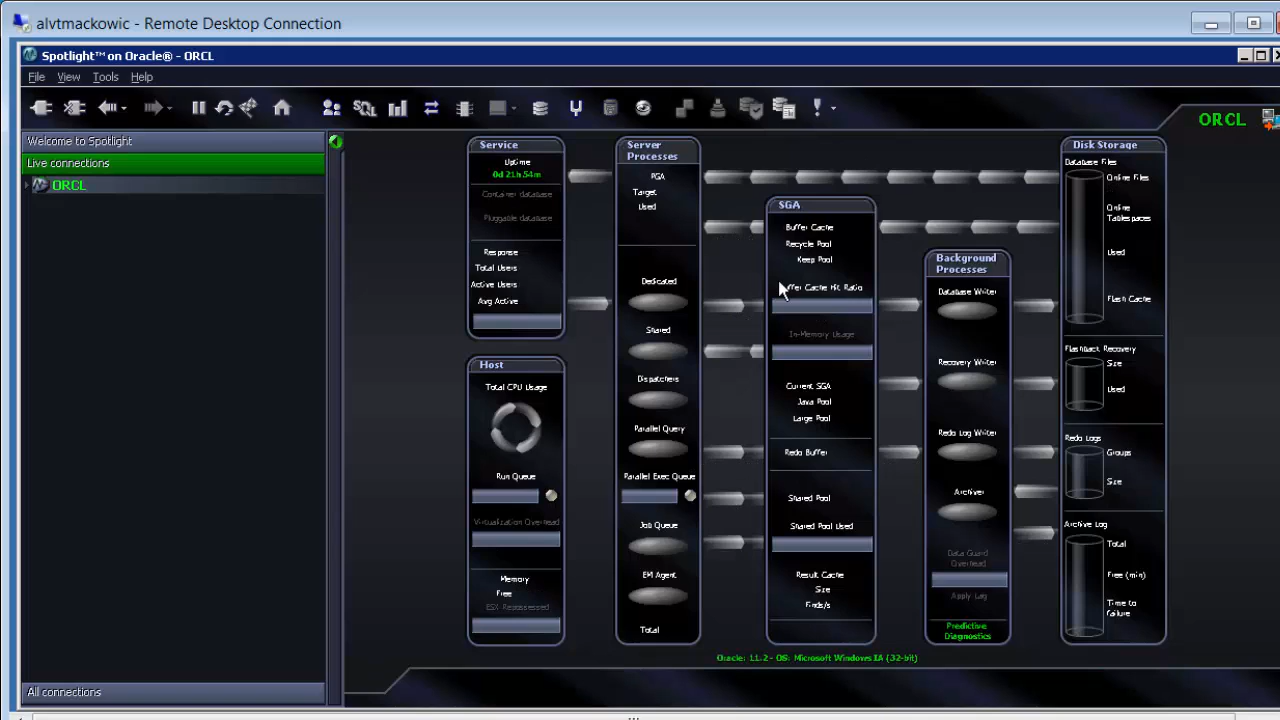 alvtmackowic - Remote Desktop Connection
Spotlight™ on Oracle® - ORCL
File View Tools Help
ORCL
Welcome to Spotlight
Live connections
ORCL
All connections
Service
Uptime
0d 21h 54m
Container database
Pluggable database
Response
Total Users
Active Users
Avg Active
Host
Total CPU Usage
Run Queue
Virtualization Overhead
Memory
Free
ESX Reassessed
Server
Processes
PGA
Target
Used
Dedicated
Shared
Dispatchers
Parallel Query
Parallel Exec Queue
Job Queue
EM Agent
Total
SGA
Buffer Cache
Recycle Pool
Keep Pool
Cache Hit Ratio
In-Memory Usage
Current SGA
Java Pool
Large Pool
Redo Buffer
Shared Pool
Shared Pool Used
Result Cache
Size
Finds/s
Background
Processes
Database Writer
Recovery Writer
Redo Log Writer
Archiver
Data Guard
Overhead
Apply Lag
Predictive
Diagnostics
Disk Storage
Database Files
Online Files
Online
Tablespaces
Used
Flash Cache
Flashback Recovery
Size
Used
Redo Logs
Groups
Size
Archive Log
Total
Free (min)
Time to
failure
Oracle: 11.2 - OS: Microsoft Windows IA (32-bit)